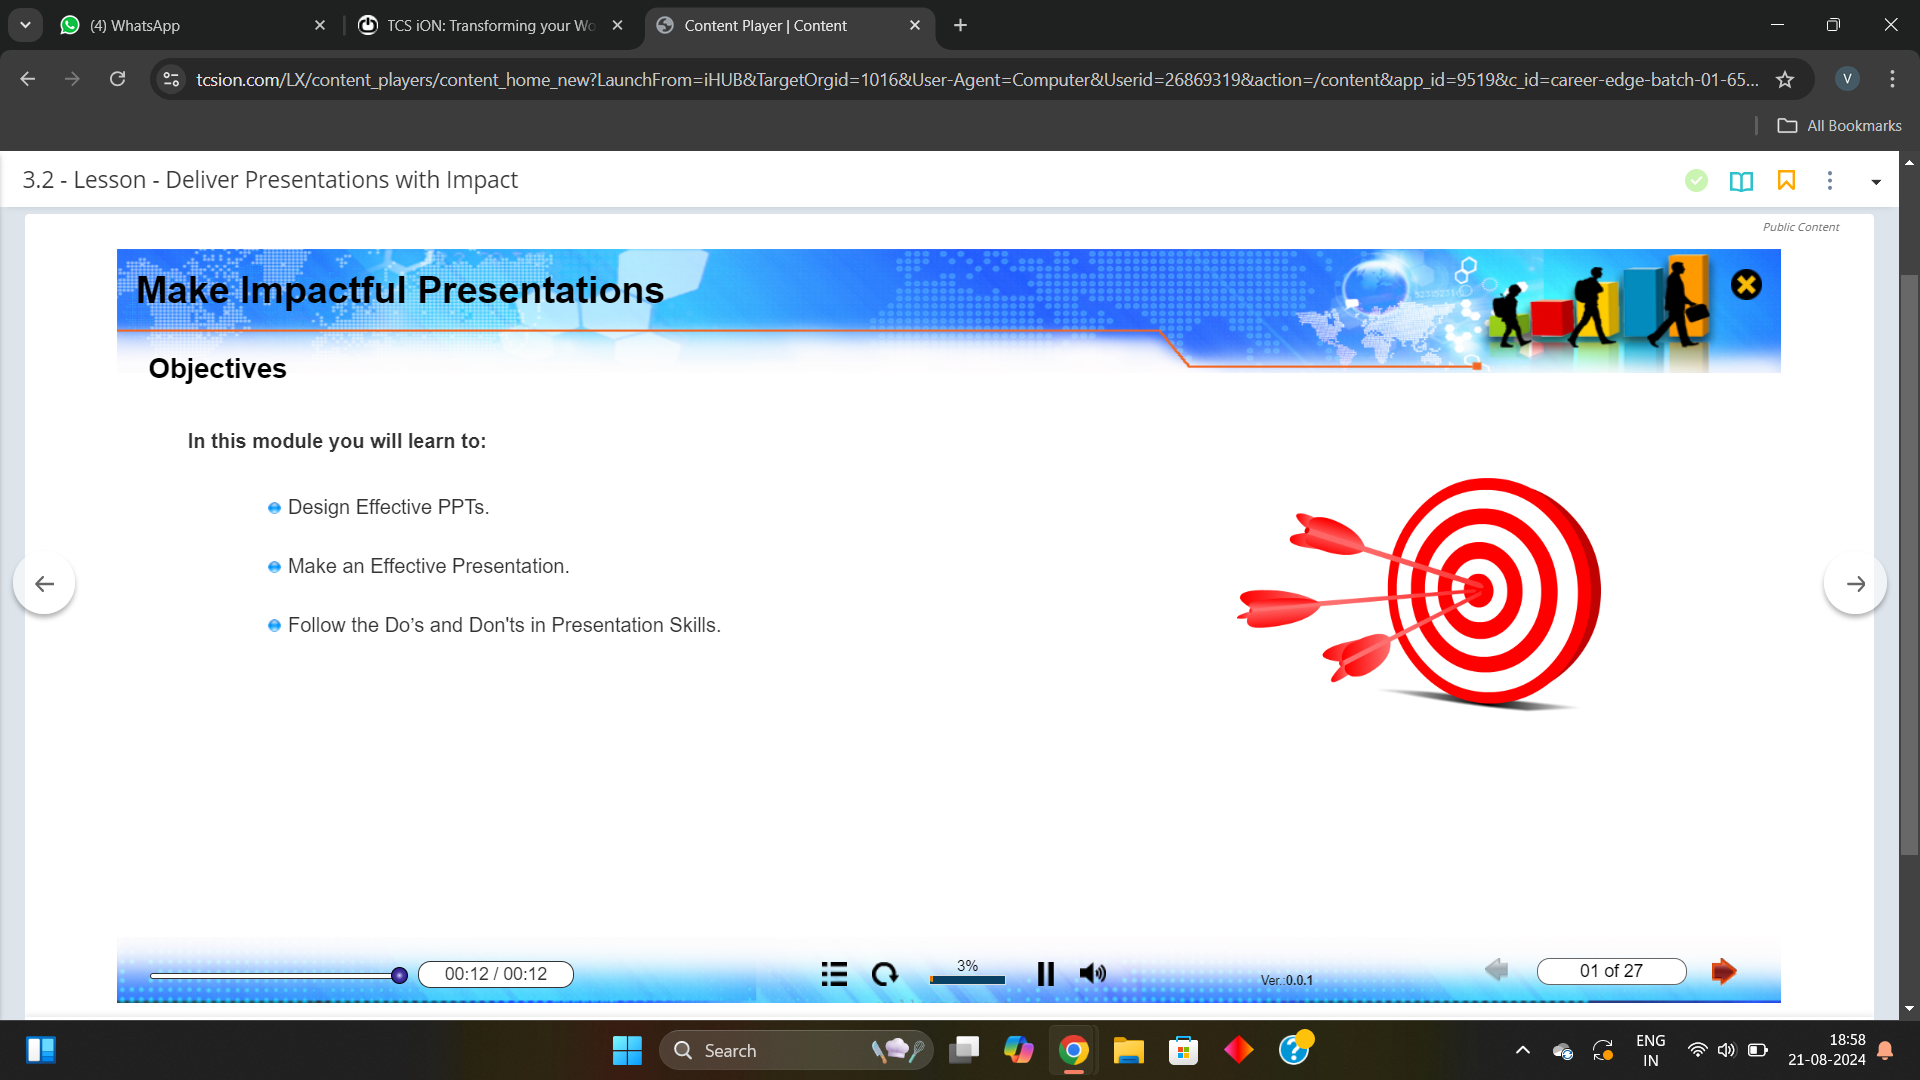 (4) WhatsApp
TCS iON: Transforming your Wo
Content Player | Content
tcsion.com/LX/content_players/content_home_new?LaunchFrom=iHUB&TargetOrgid=1016&User-Agent=Computer&Userid=26869319&action=/content&app_id=9519&c_id=career-edge-batch-01-65...
V
All Bookmarks
3.2 - Lesson - Deliver Presentations with Impact
Public Content
Make Impactful Presentations
Objectives
In this module you will learn to:
Design Effective PPTs.
Make an Effective Presentation.
Follow the Do’s and Don'ts in Presentation Skills.
00:12 / 00:12
3%
Ver.:0.0.1
01 of 27
Search
ENG
IN
18:58
21-08-2024